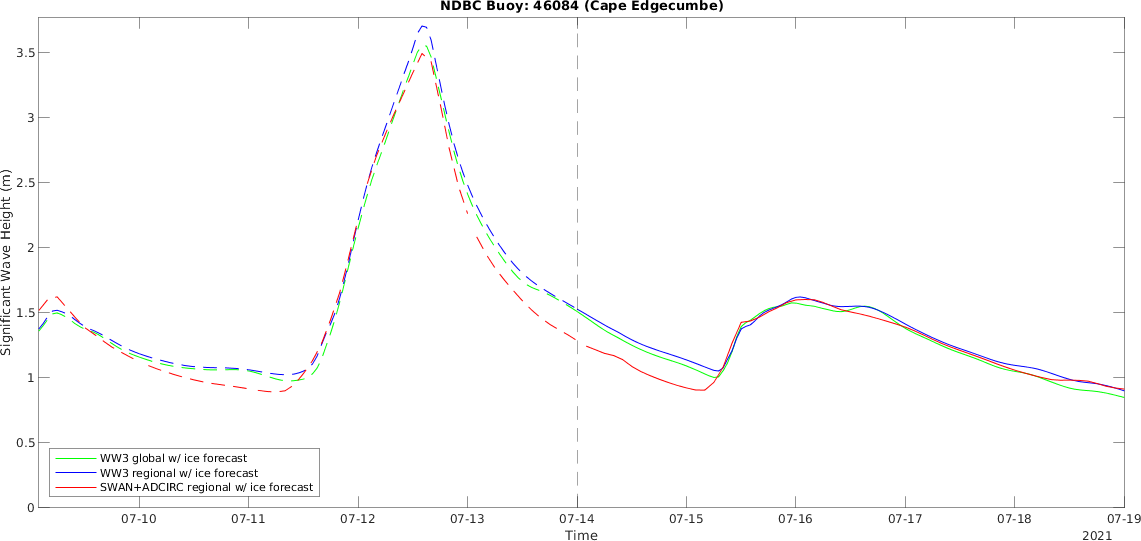 NDBC Buoy: 46084 (Cape Edgecumbe)
Significant Wave Height (m)
3.5
3
2.5
2
1.5
1
0.5
0
WW3 global w/ ice forecast
WW3 regional w/ ice forecast
SWAN+ADCIRC regional w/ ice forecast
07-10 07-11 07-12 07-13 07-14 07-15 07-16 07-17 07-18 07-19
Time
2021